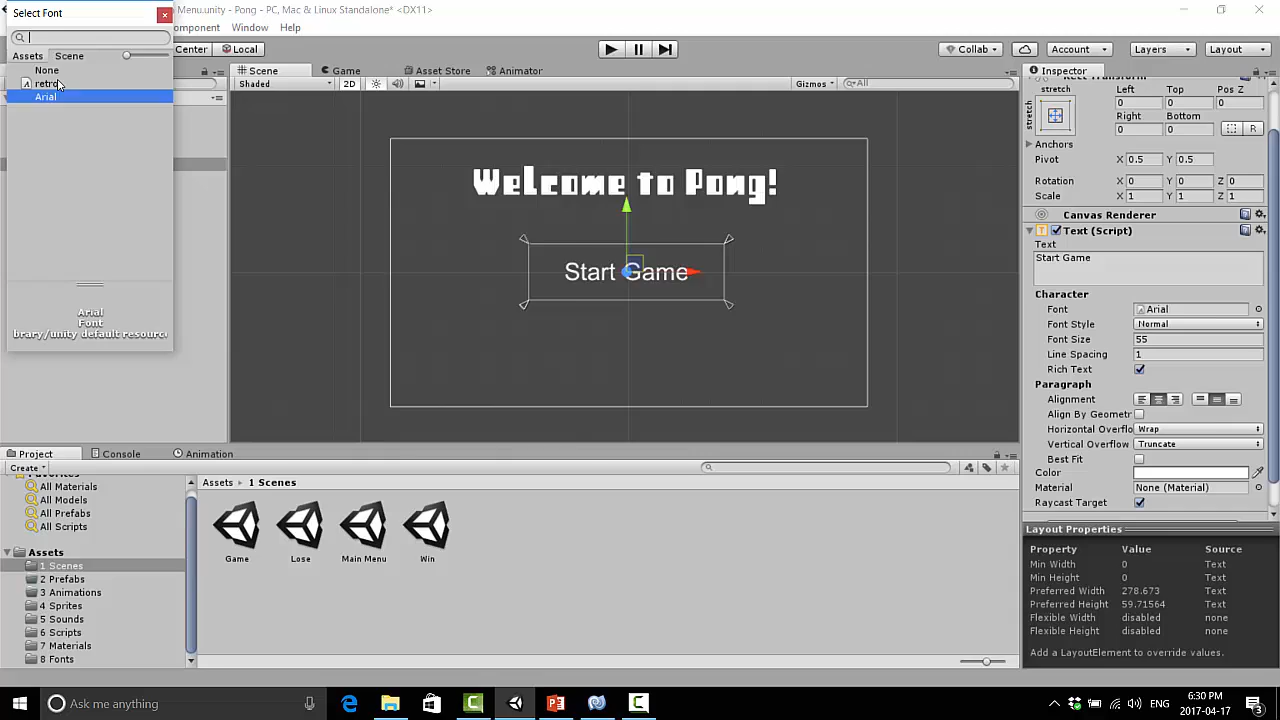 Select Font
Menu.unity - Pong - PC, Mac & Linux Standalone* <DX11>
omponent Window Help
Center Local
Collab Account Layers Layout
Assets Scene
None
retro
Arial
Arial
Font
brary/unity default resource
Scene Game Asset Store Animator
Shaded 2D Gizmos All
Welcome to Pong!
Start Game
Inspector
Rect Transform
stretch Left Top Pos Z
stretch 0 0 0
Right Bottom
0 0 R
Anchors
Pivot X 0.5 Y 0.5
Rotation X 0 Y 0 Z 0
Scale X 1 Y 1 Z 1
Canvas Renderer
Text (Script)
Text
Start Game
Character
Font Arial
Font Style Normal
Font Size 55
Line Spacing 1
Rich Text
Paragraph
Alignment
Align By Geometr
Horizontal Overflo Wrap
Vertical Overflow Truncate
Best Fit
Color
Material None (Material)
Raycast Target
Layout Properties
Property Value Source
Min Width 0 Text
Min Height 0 Text
Preferred Width 278.673 Text
Preferred Height 59.71564 Text
Flexible Width disabled none
Flexible Height disabled none
Add a LayoutElement to override values.
Project Console Animation
Create
Favorites
All Materials
All Models
All Prefabs
All Scripts
Assets
1 Scenes
2 Prefabs
3 Animations
4 Sprites
5 Sounds
6 Scripts
7 Materials
8 Fonts
Assets 1 Scenes
Game Lose Main Menu Win
Ask me anything
ENG
6:30 PM
2017-04-17